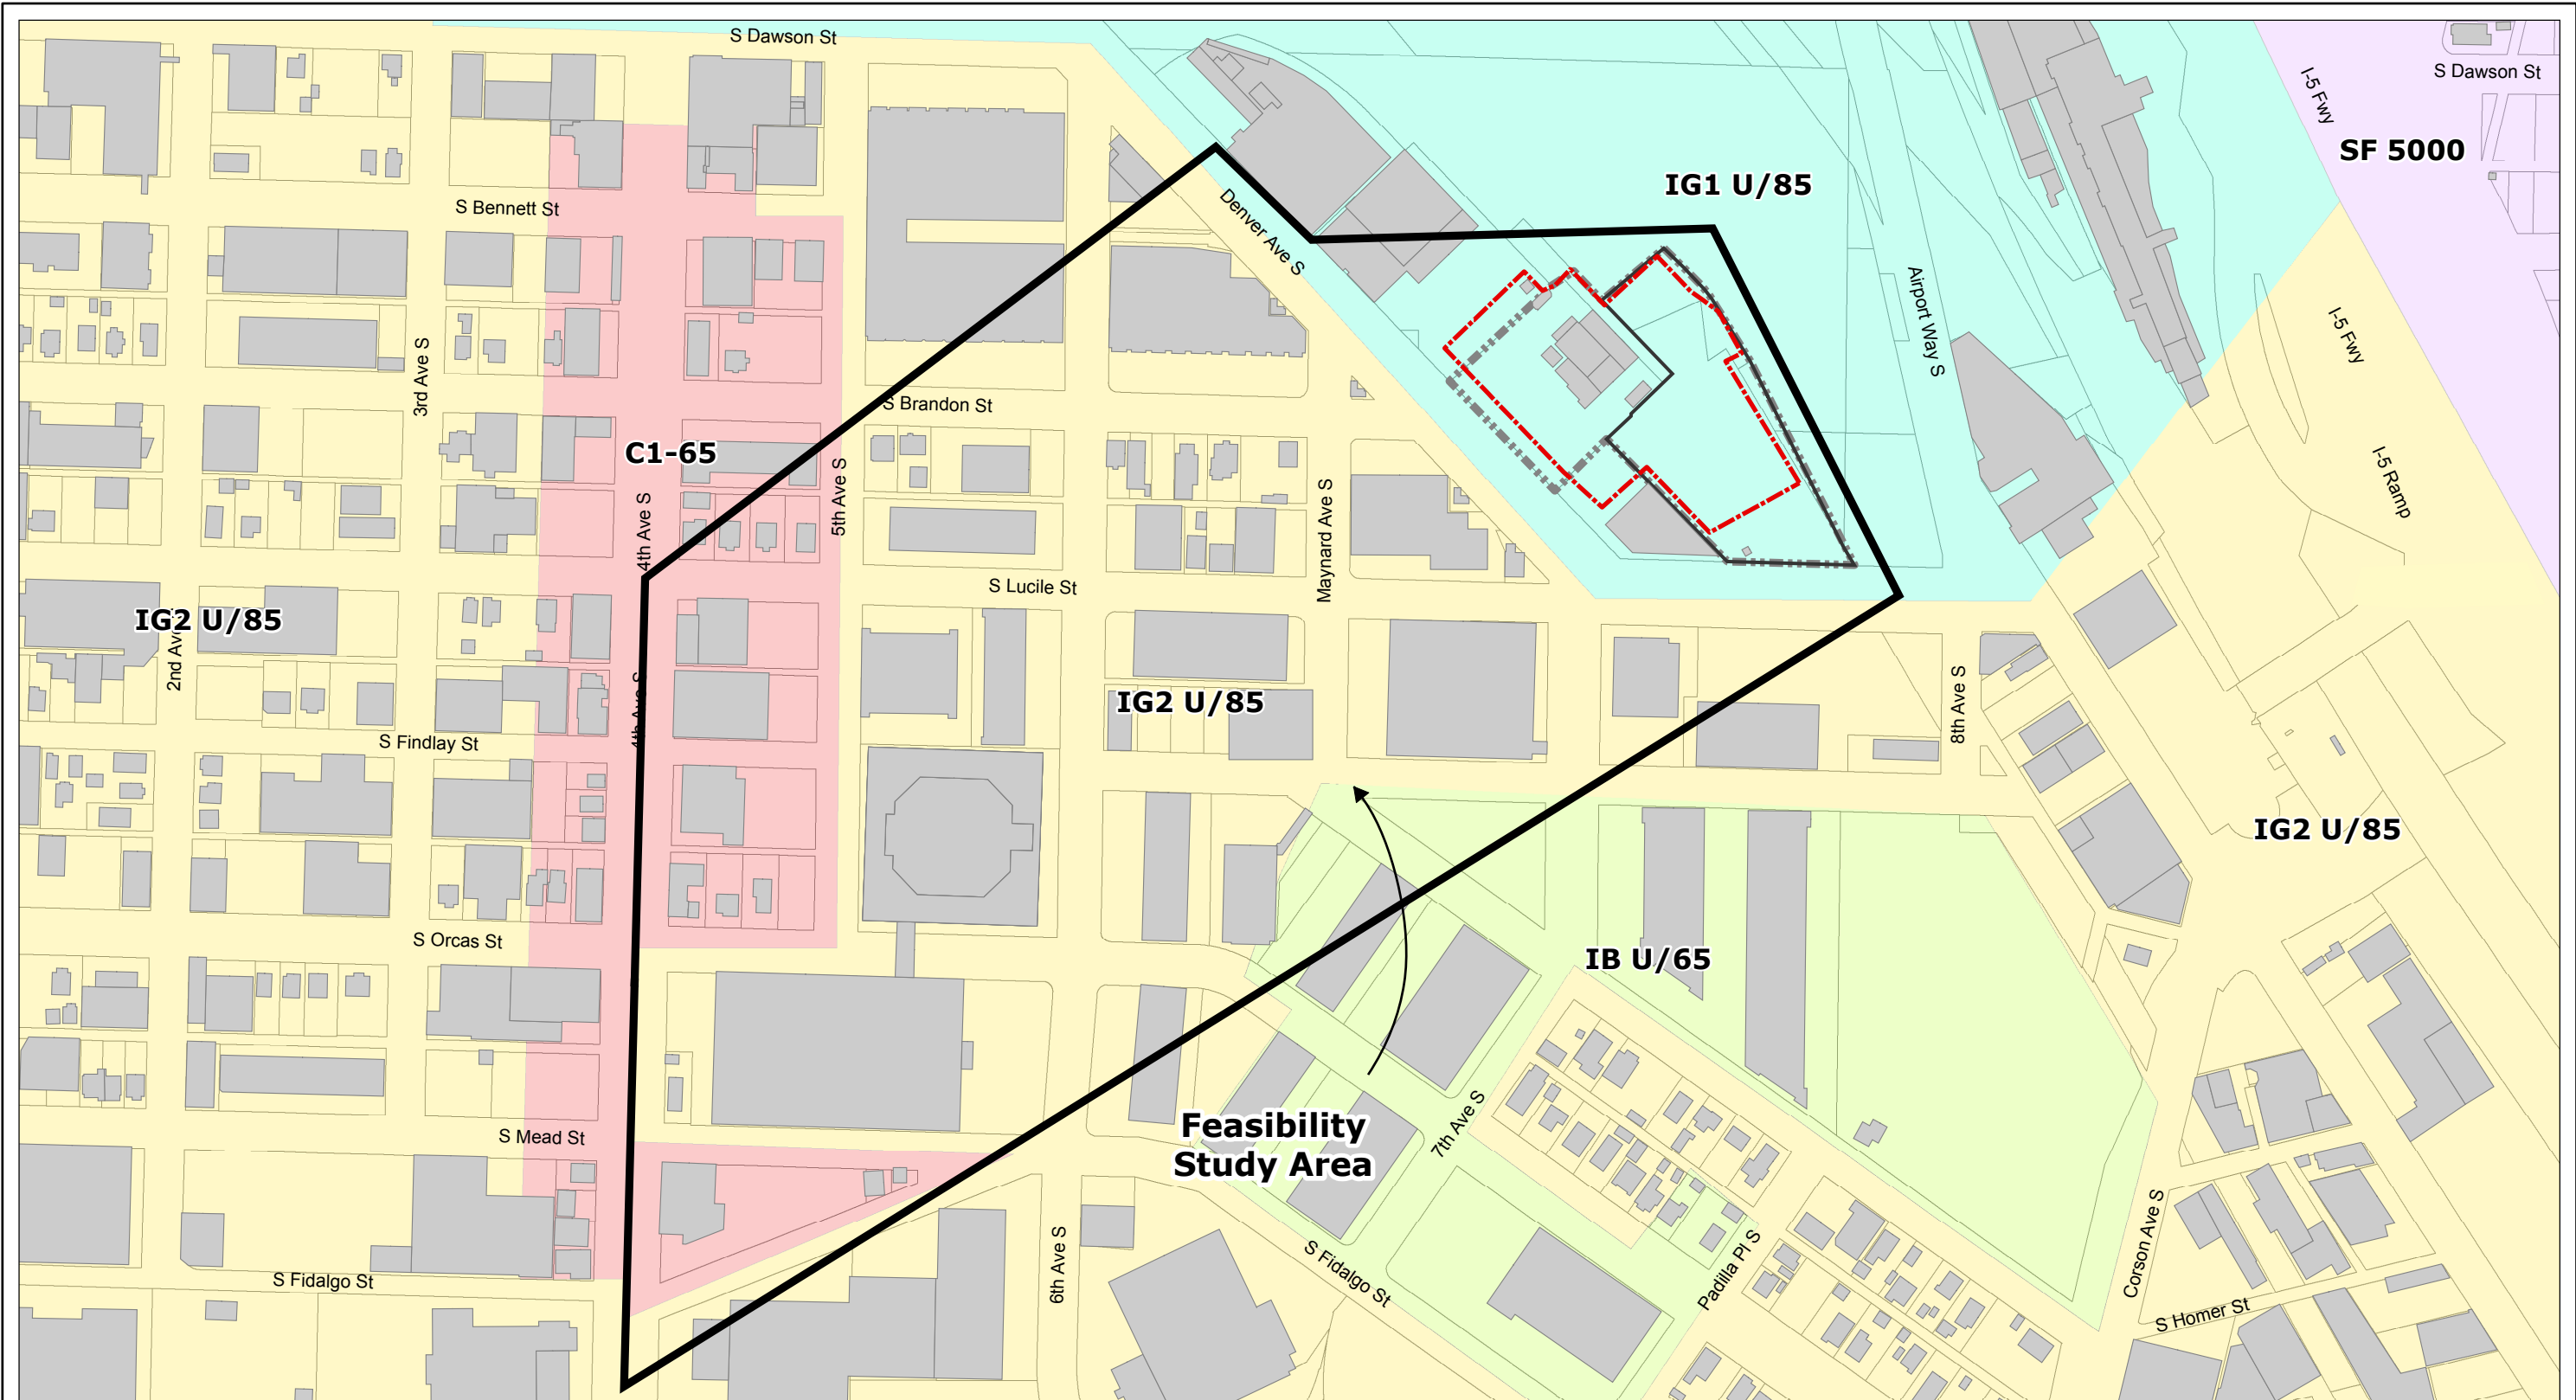 S Dawson St
S Dawson St
I-5 Fwy
SF 5000
IG1 U/85
S Bennett St
Denver Ave S
Airport Way S
I-5 Fwy
3rd Ave S
S Brandon St
C1-65
5th Ave S
4th Ave S
Maynard Ave S
I-5 Ramp
S Lucile St
IG2 U/85
2nd Ave
4th Ave S
IG2 U/85
8th Ave S
S Findlay St
IG2 U/85
S Orcas St
IB U/65
Feasibility
Study Area
7th Ave S
S Mead St
6th Ave S
S Fidalgo St
S Fidalgo St
Padilla Pl S
Corson Ave S
S Homer St